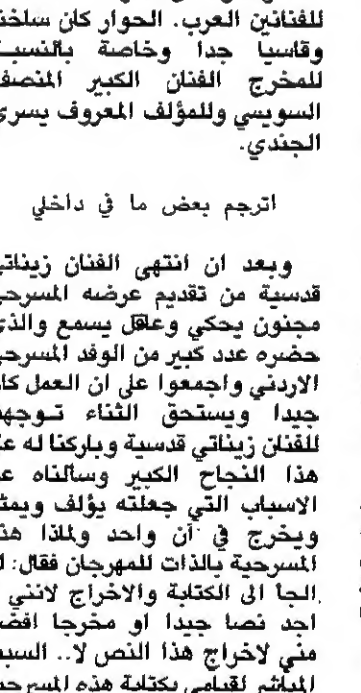 للفنانين العرب. الحوار كان ساخنا
وقاسيا جدا وخاصة بالنسبة
للمخرج الفنان الكبير المنصف
السويسي وللمؤلف المعروف يسرى
الجندي.
اترجم بعض ما في داخلي
وبعد ان انتهى الفنان زيناتي
قدسية من تقديم عرضه المسرحي
مجنون يحكي وعاقل يسمع والذي
حضره عدد كبير من الوفد المسرحي
الاردني واجمعوا على ان العمل كان
جيدا ويستحق الثناء توجهنا
للفنان زيناتي قدسية وباركنا له على
هذا النجاح الكبير وسألناه عن
الاسباب التي جعلته يؤلف ويمثل
ويخرج في آن واحد ولماذا هذه
المسرحية بالذات للمهرجان فقال: لم
الجا الى الكتابة والاخراج لانني لم
اجد نصا جيدا او مخرجا افضل
مني لاخراج هذا النص لا.. السبب
المباشر لقيامي بكتابة هذه المسرحية